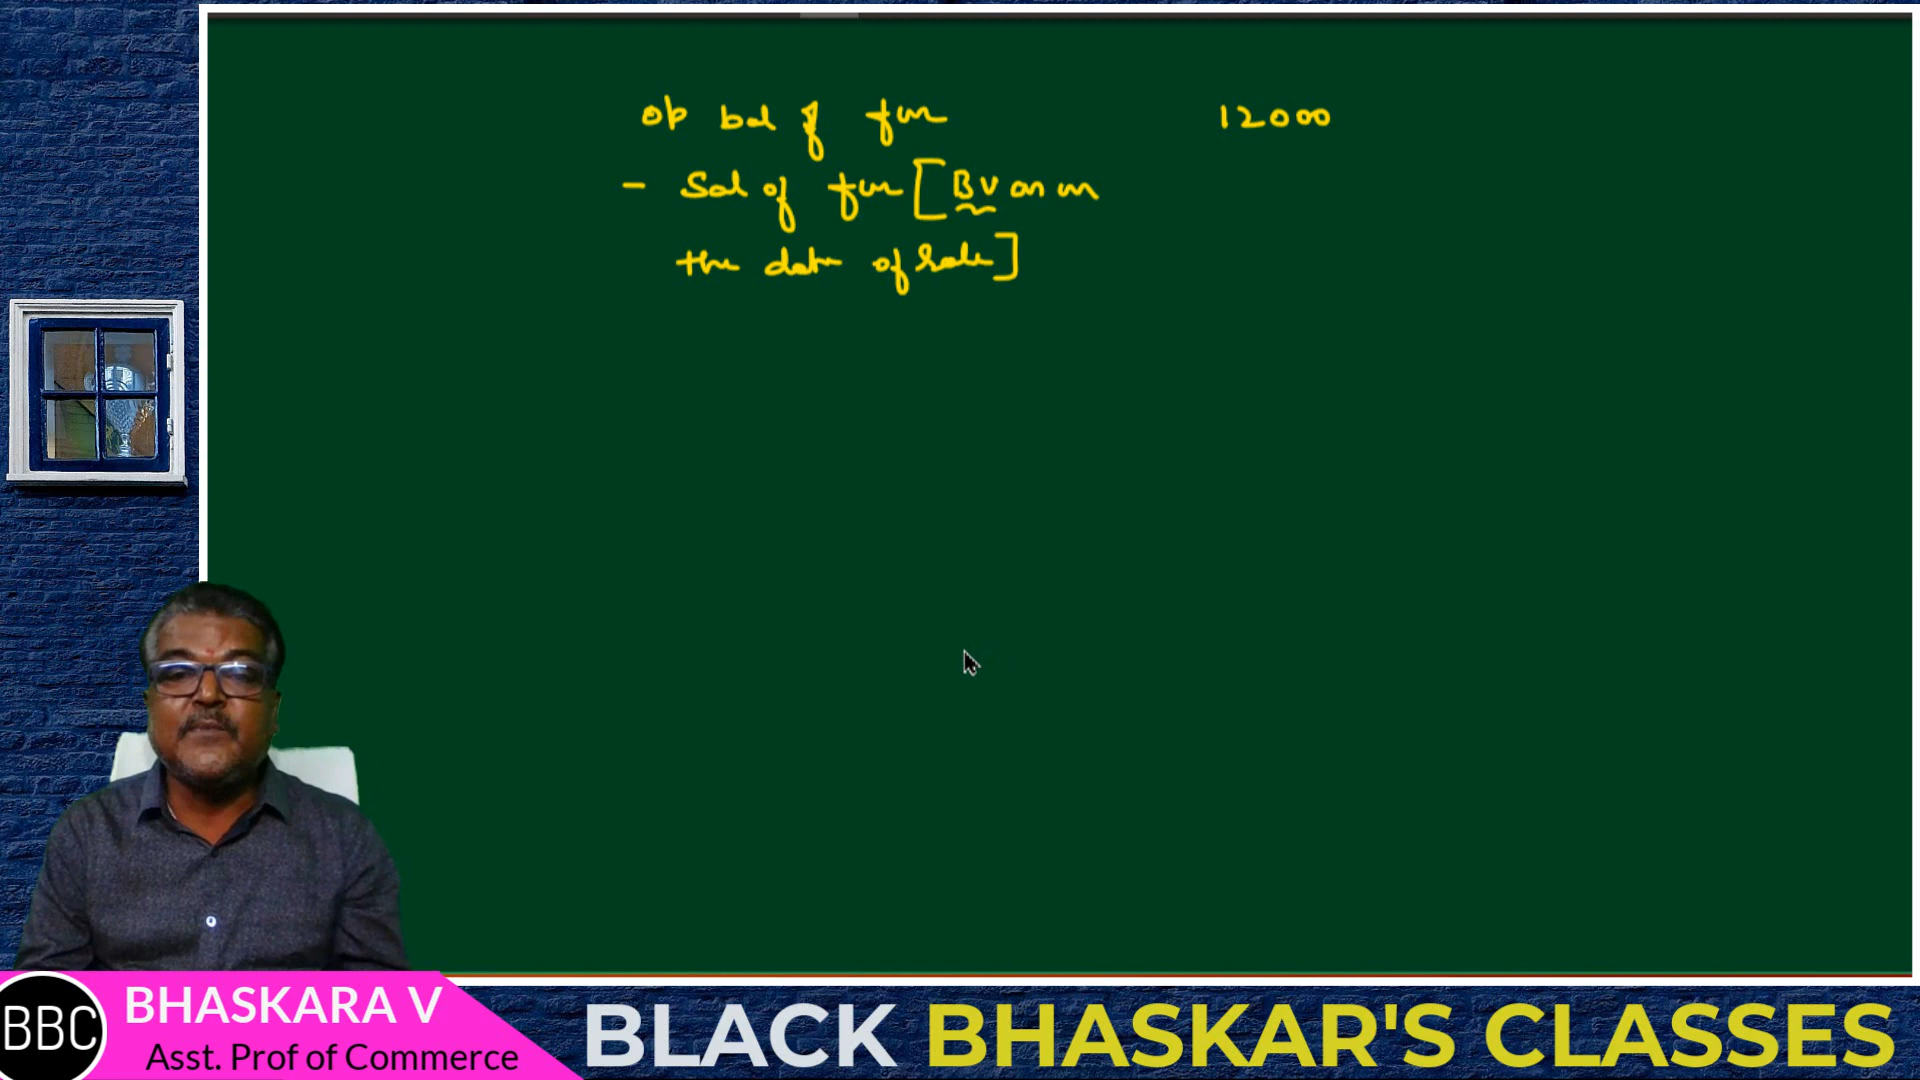 op bal of fur 12000
- Sal of fur [BV on
the date of sale]
BBC
BHASKARA V
Asst. Prof of Commerce
BLACK BHASKAR'S CLASSES